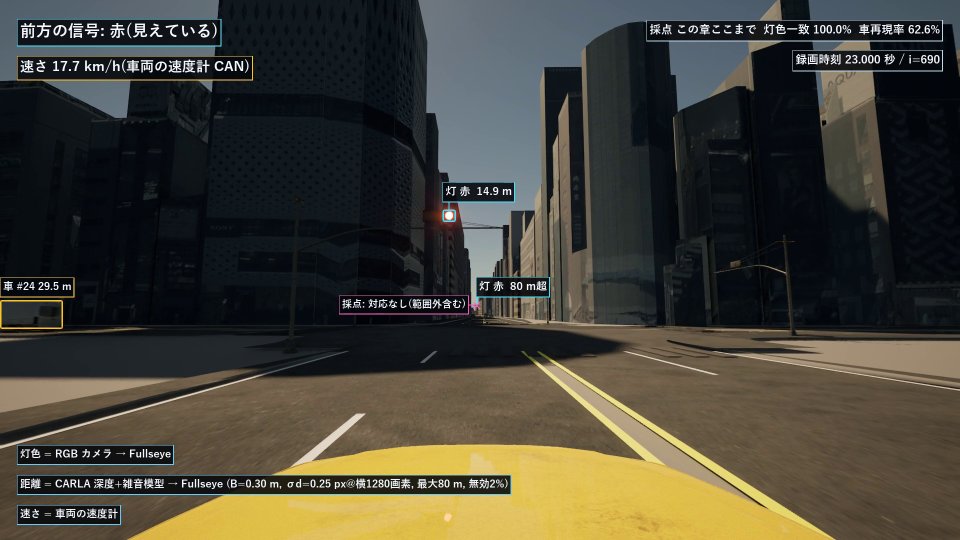 前方の信号: 赤(見えている)
速さ 17.7 km/h(車両の速度計 CAN)
採点 この章ここまで 灯色一致 100.0% 車再現率 62.6%
録画時刻 23.000 秒 / i=690
灯 赤 14.9 m
車 #24 29.5 m
灯 赤 80 m超
採点: 対応なし(範囲外含む)
灯色 = RGB カメラ → Fullseye
距離 = CARLA 深度+雑音模型 → Fullseye (B=0.30 m, σd=0.25 px@横1280画素, 最大80 m, 無効2%)
速さ = 車両の速度計